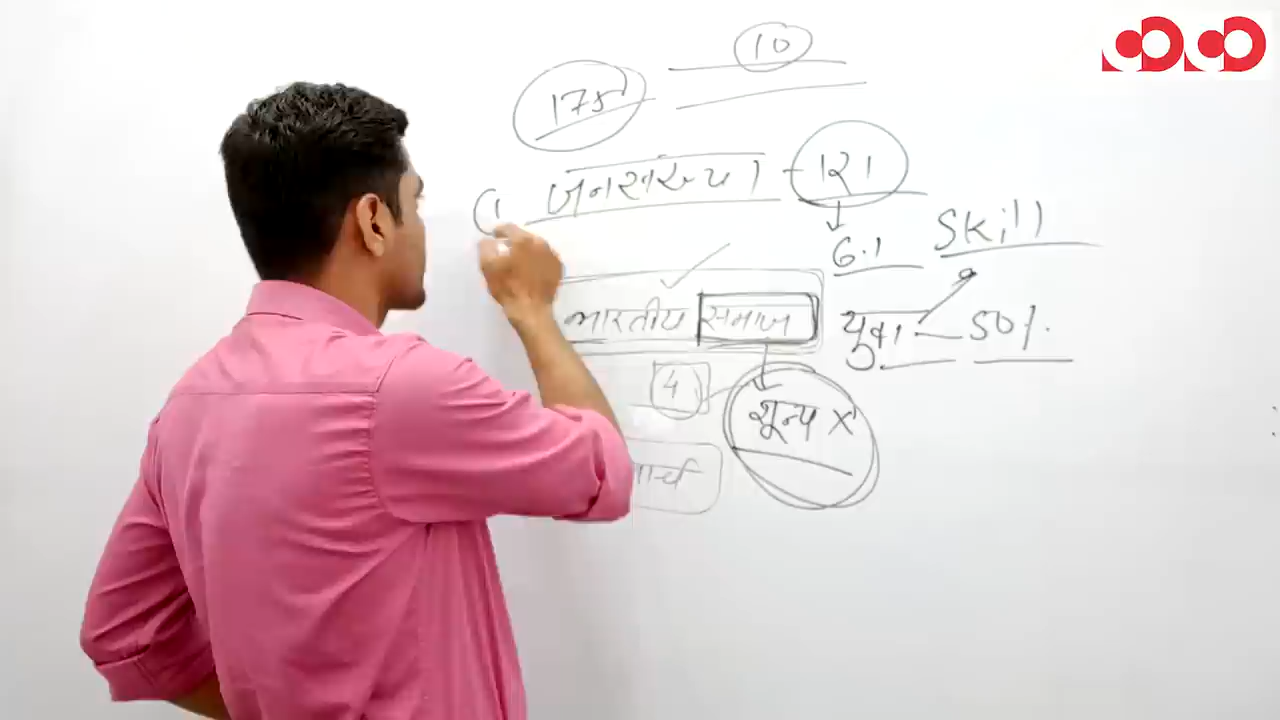 10
175
जनसंख्या - 121
6.1 Skill
भारतीय समाज युवा - 50%
4
शून्य X